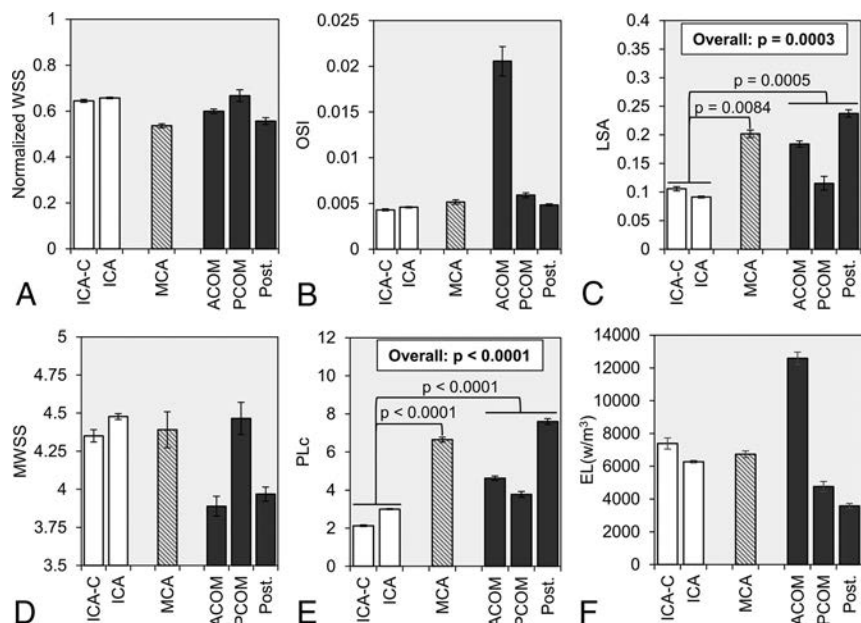 Normalized WSS
1
0.8
0.6
0.4
0.2
0
ICA-C
ICA
MCA
ACOM
PCOM
Post.
A
OSI
0.025
0.02
0.015
0.01
0.005
0
ICA-C
ICA
MCA
ACOM
PCOM
Post.
B
LSA
0.4
0.35
0.3
0.25
0.2
0.15
0.1
0.05
0
Overall: p = 0.0003
p = 0.0005
p = 0.0084
ICA-C
ICA
MCA
ACOM
PCOM
Post.
C
MWSS
5
4.75
4.5
4.25
4
3.75
3.5
ICA-C
ICA
MCA
ACOM
PCOM
Post.
D
PLc
12
10
8
6
4
2
0
Overall: p < 0.0001
p < 0.0001
p < 0.0001
ICA-C
ICA
MCA
ACOM
PCOM
Post.
E
EL(w/m³)
14000
12000
10000
8000
6000
4000
2000
0
ICA-C
ICA
MCA
ACOM
PCOM
Post.
F